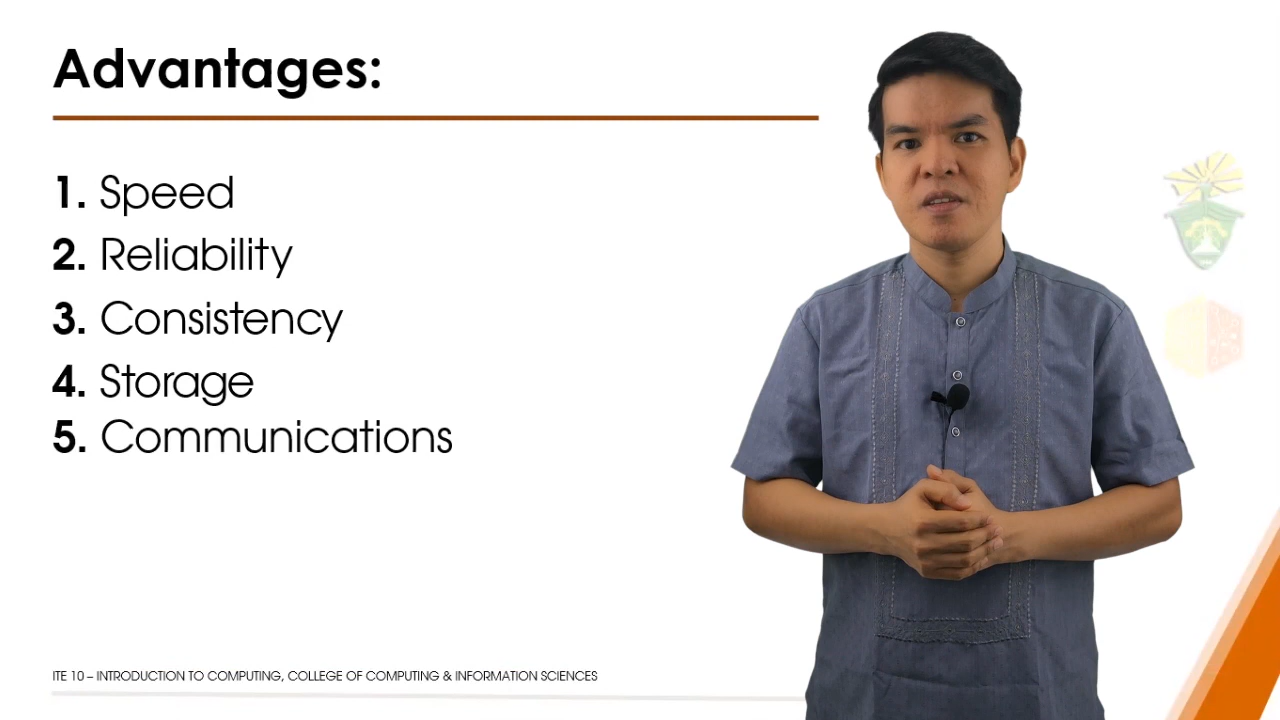 Advantages:
1. Speed
2. Reliability
3. Consistency
4. Storage
5. Communications
ITE 10 – INTRODUCTION TO COMPUTING, COLLEGE OF COMPUTING & INFORMATION SCIENCES